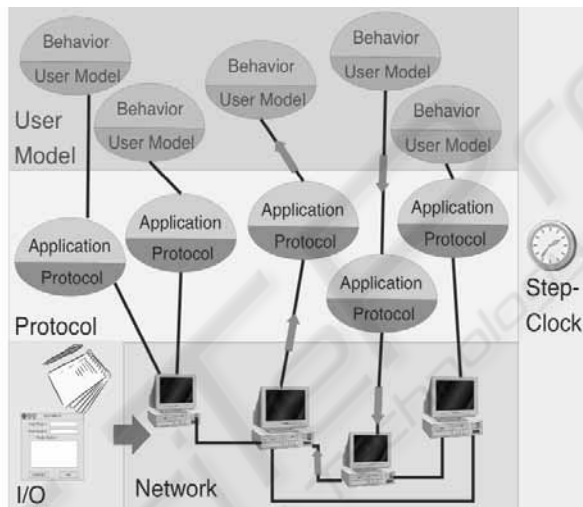 Behavior
User Model
Behavior
User Model
Behavior
User Model
Behavior
User Model
Behavior
User Model
User
Model
Application
Protocol
Application
Protocol
Application
Protocol
Application
Protocol
Application
Protocol
Protocol
Step-
Clock
I/O
Network